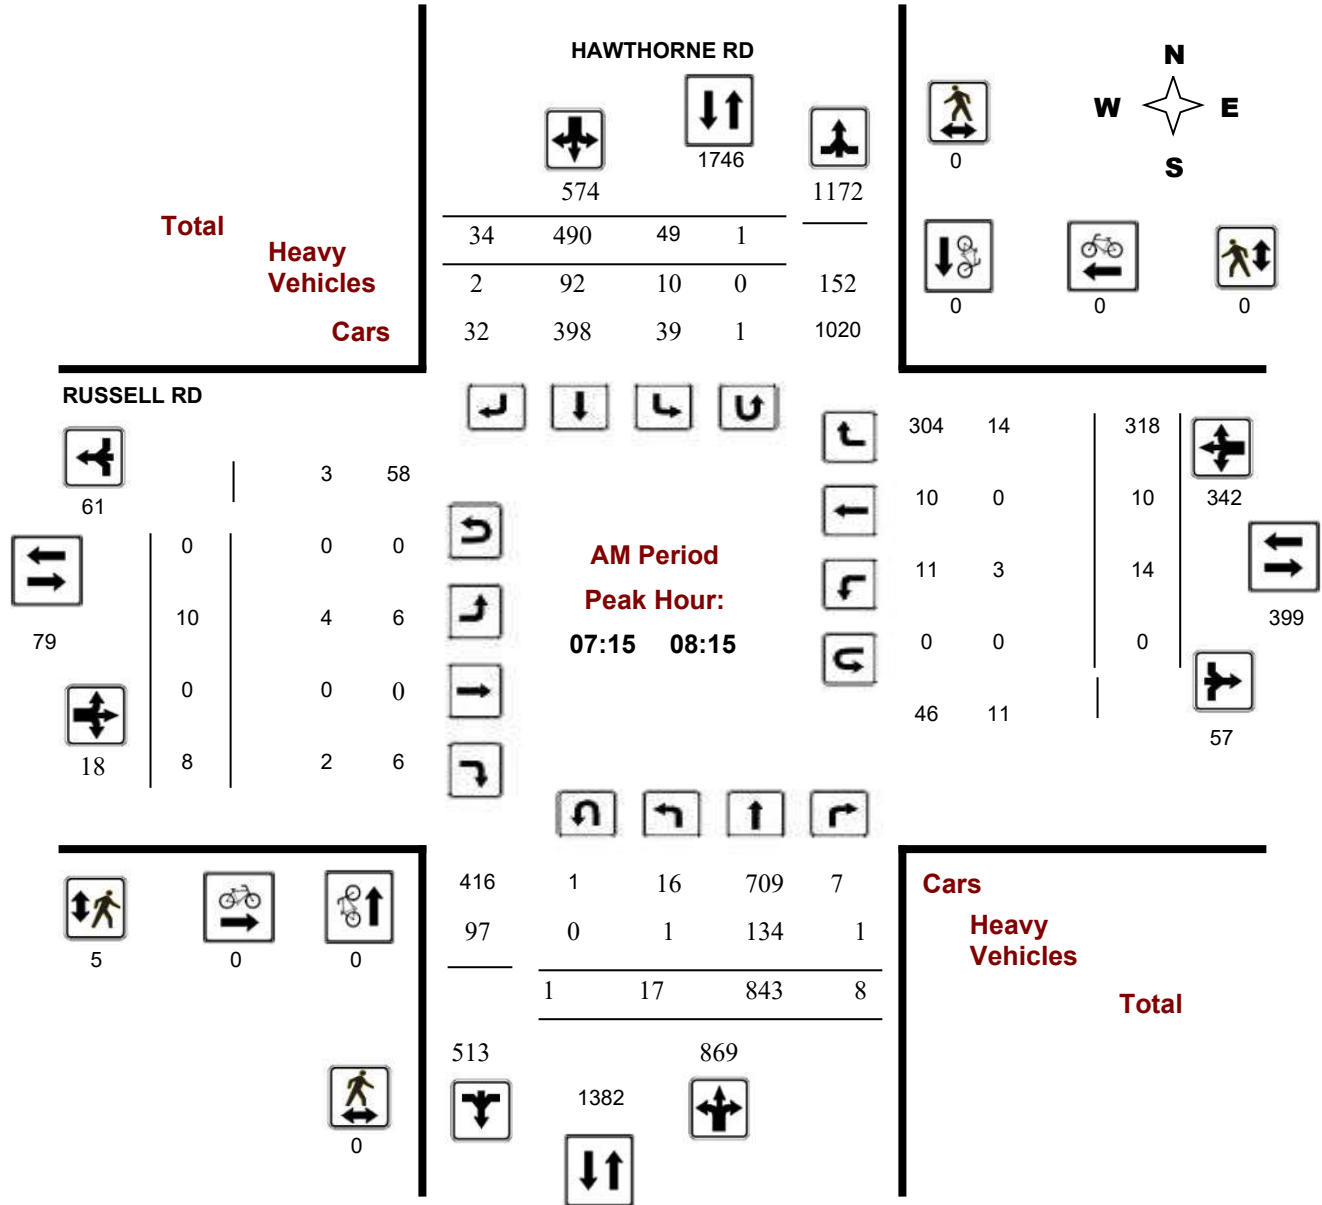 HAWTHORNE RD
N
W E
S
1746
0
574 1172
Total
34 490 49 1
Heavy
Vehicles
2 92 10 0 152
0 0 0
Cars
32 398 39 1 1020
RUSSELL RD
304 14 318
3 58
61
10 0 10 342
0 0 0
AM Period
11 3 14
Peak Hour:
10 4 6
399
79
07:15 08:15
0 0 0
0 0 0
46 11
57
18 8 2 6
416 1 16 709 7
Cars
97 0 1 134 1
Heavy
Vehicles
5 0 0
1 17 843 8
Total
513 869
1382
0